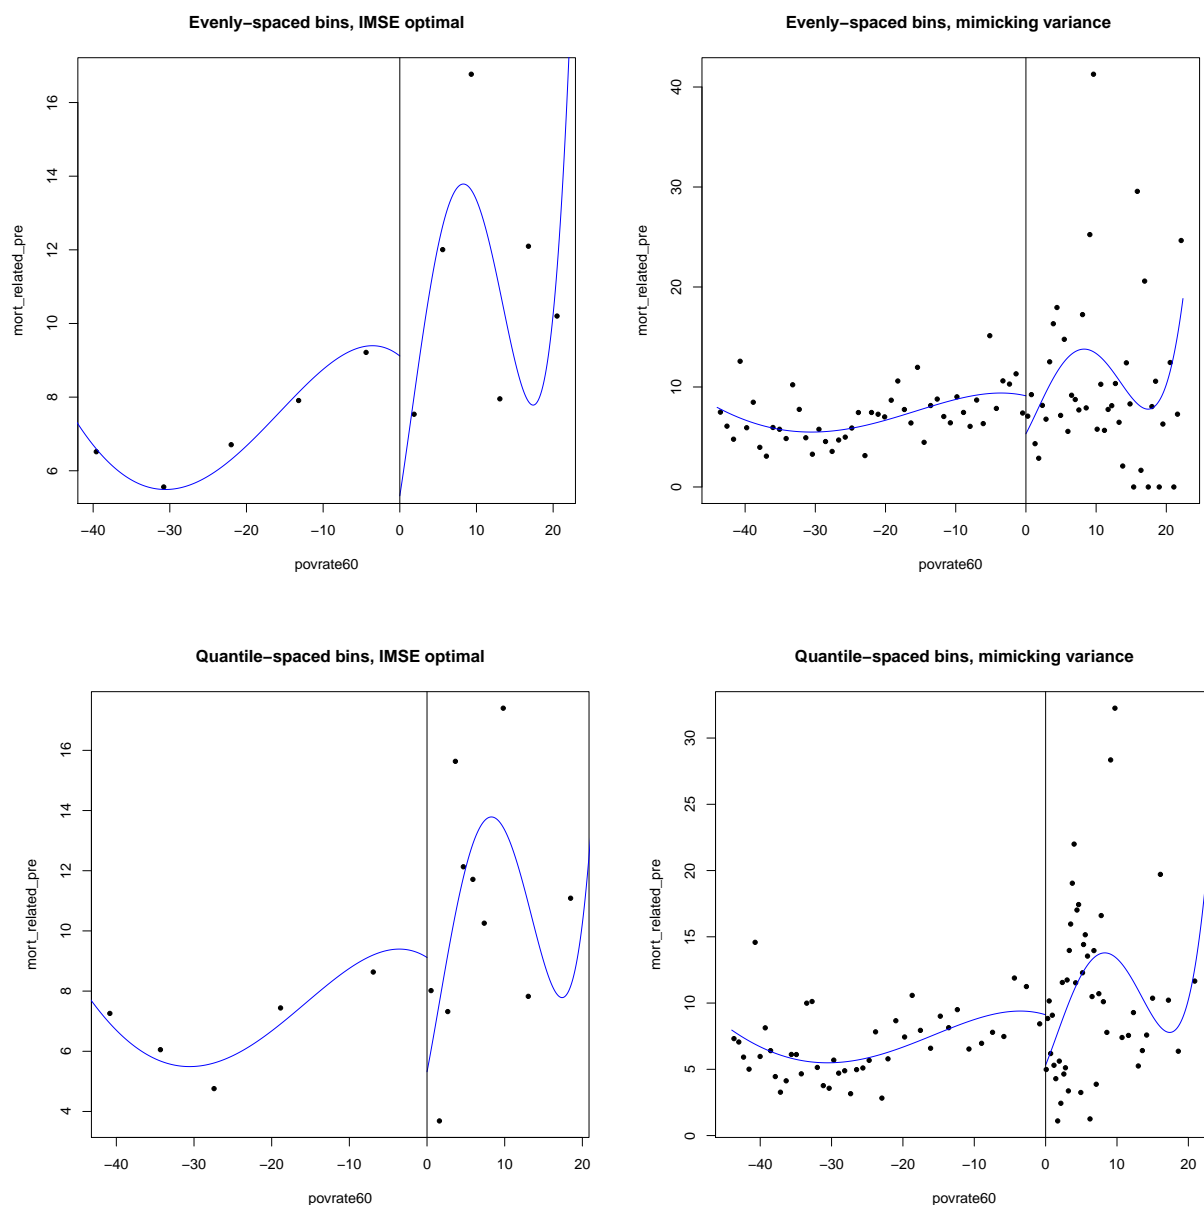 Evenly−spaced bins, IMSE optimal
mort_related_pre
16
14
12
10
8
6
−40 −30 −20 −10 0 10 20
povrate60
Evenly−spaced bins, mimicking variance
mort_related_pre
40
30
20
10
0
−40 −30 −20 −10 0 10 20
povrate60
Quantile−spaced bins, IMSE optimal
mort_related_pre
16
14
12
10
8
6
4
−40 −30 −20 −10 0 10 20
povrate60
Quantile−spaced bins, mimicking variance
mort_related_pre
30
25
20
15
10
5
0
−40 −30 −20 −10 0 10 20
povrate60